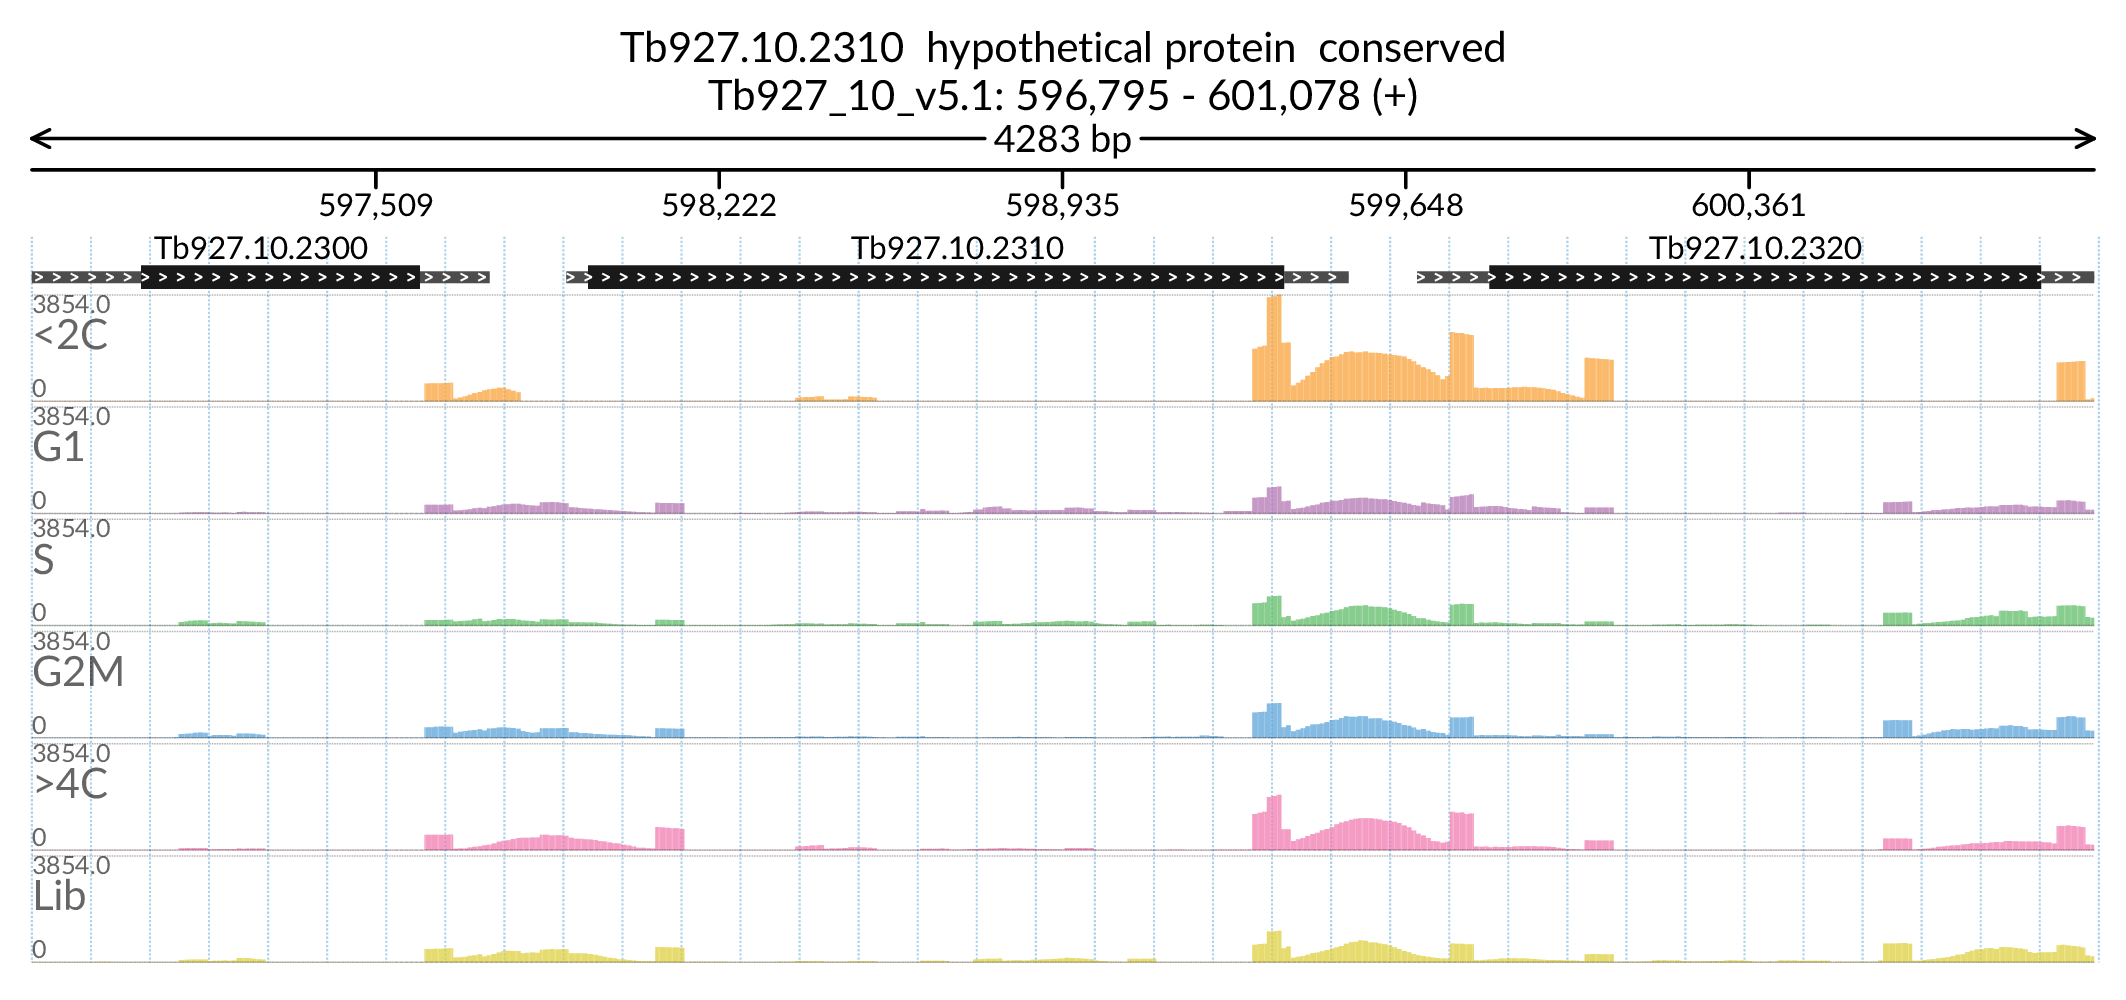 Tb927.10.2310 hypothetical protein conserved
Tb927_10_v5.1: 596,795 - 601,078 (+)
4283 bp
597,509 598,222 598,935 599,648 600,361
Tb927.10.2300 Tb927.10.2310 Tb927.10.2320
3854.0
<2C
0
3854.0
G1
0
3854.0
S
0
3854.0
G2M
0
3854.0
>4C
0
3854.0
Lib
0